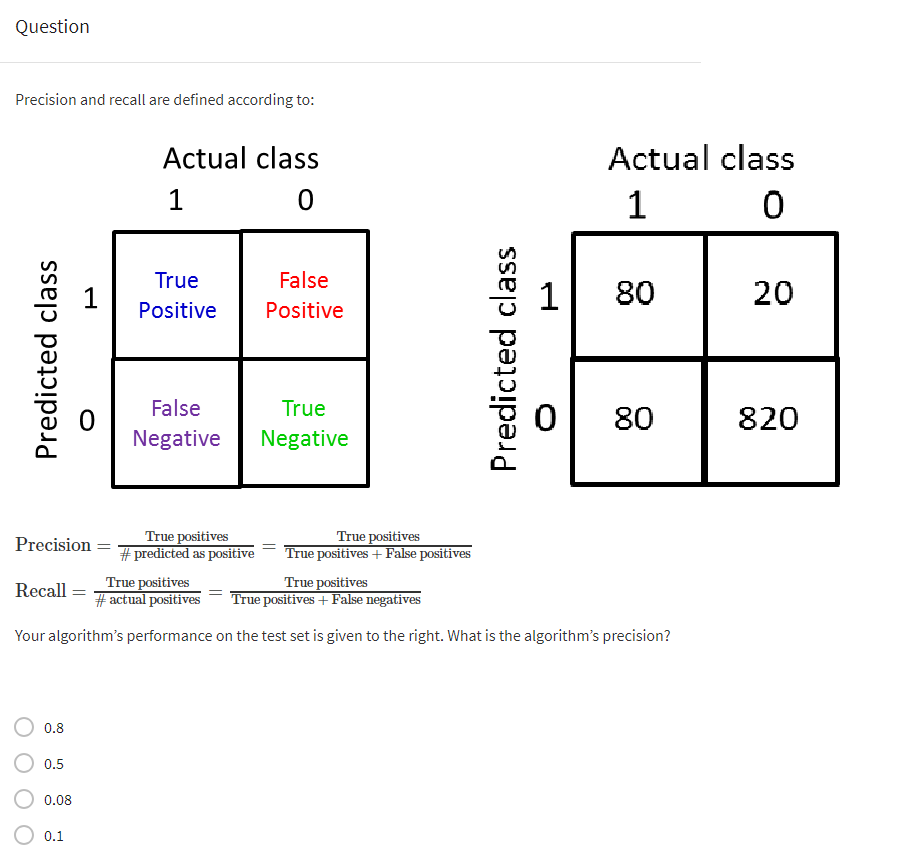 Question
Precision and recall are defined according to:
Actual class
1 0
Predicted class
1
True Positive
False Positive
0
False Negative
True Negative
Actual class
1 0
Predicted class
1 80 20
0 80 820
Precision = True positives / # predicted as positive = True positives / True positives + False positives
Recall = True positives / # actual positives = True positives / True positives + False negatives
Your algorithm’s performance on the test set is given to the right. What is the algorithm’s precision?
0.8
0.5
0.08
0.1